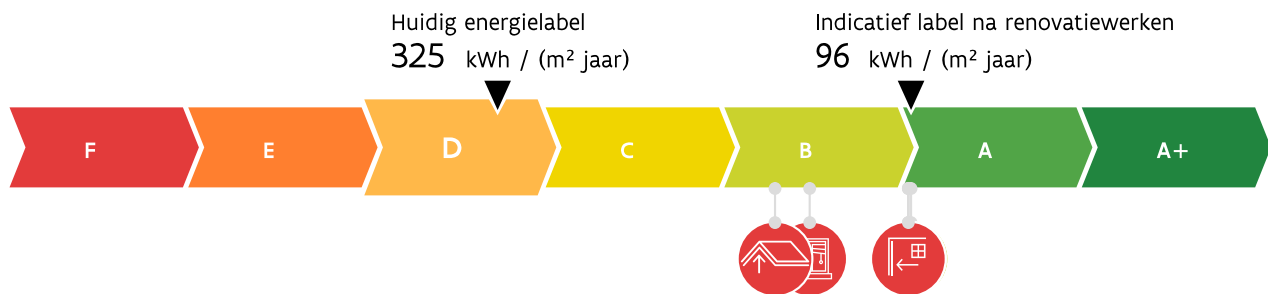 Huidig energielabel
325 kWh / (m² jaar)
Indicatief label na renovatiewerken
96 kWh / (m² jaar)
F E D C B A A+